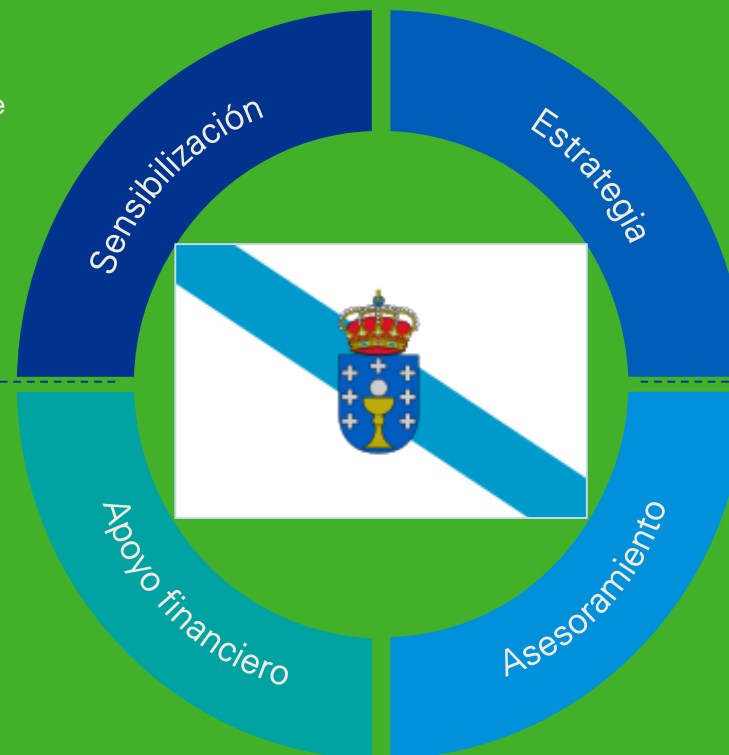 e
Sensibilización
Estrategia
Apoyo financiero
Asesoramiento